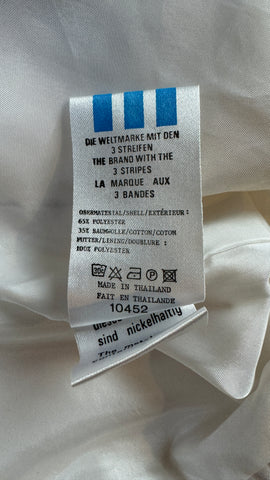 DIE WELTMARKE MIT DEN
3 STREIFEN
THE BRAND WITH THE
3 STRIPES
LA MARQUE AUX
3 BANDES
OBERMATERIAL/SHELL/EXTÉRIEUR:
65% POLYESTER
35% BAUMWOLLE/COTTON/COTON
FUTTER/LINING/DOUBLURE:
100% POLYESTER
30°
P
MADE IN THAILAND
FAIT EN THAILANDE
10452
sind nickelhaltig
The